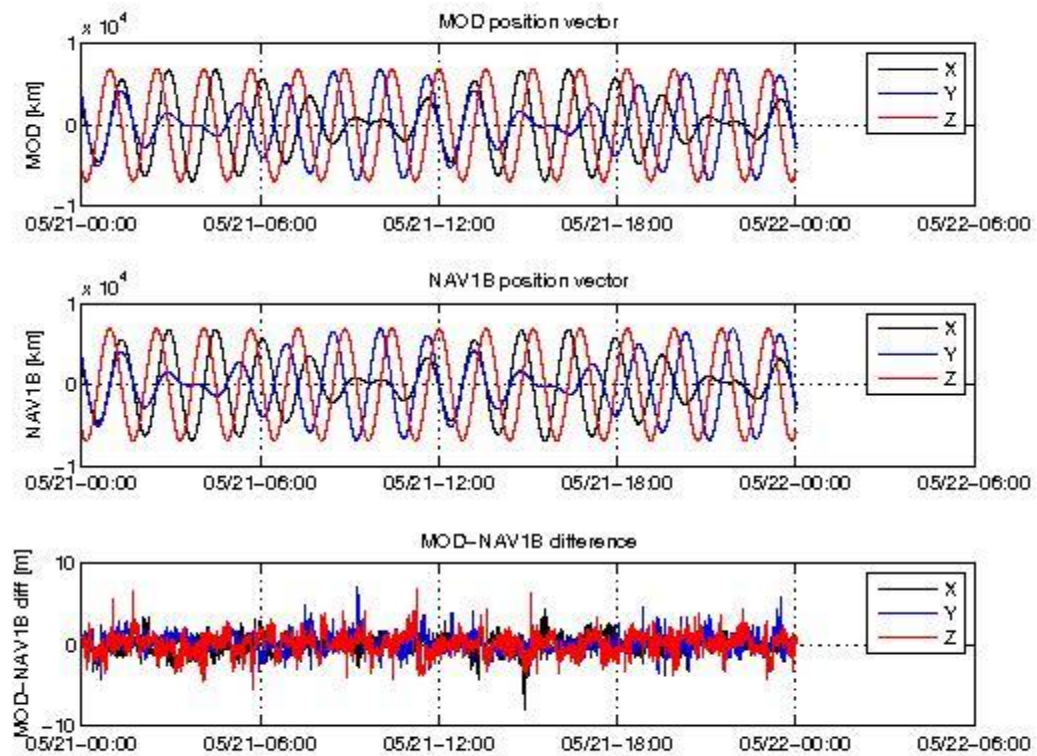 MOD position vector
x 10^4
1
0
−1
MOD [km]
X
Y
Z
05/21−00:00 05/21−06:00 05/21−12:00 05/21−18:00 05/22−00:00 05/22−06:00
NAV1B position vector
x 10^4
1
0
−1
NAV1B [km]
X
Y
Z
05/21−00:00 05/21−06:00 05/21−12:00 05/21−18:00 05/22−00:00 05/22−06:00
MOD−NAV1B difference
10
0
−10
MOD−NAV1B diff [m]
X
Y
Z
05/21−00:00 05/21−06:00 05/21−12:00 05/21−18:00 05/22−00:00 05/22−06:00